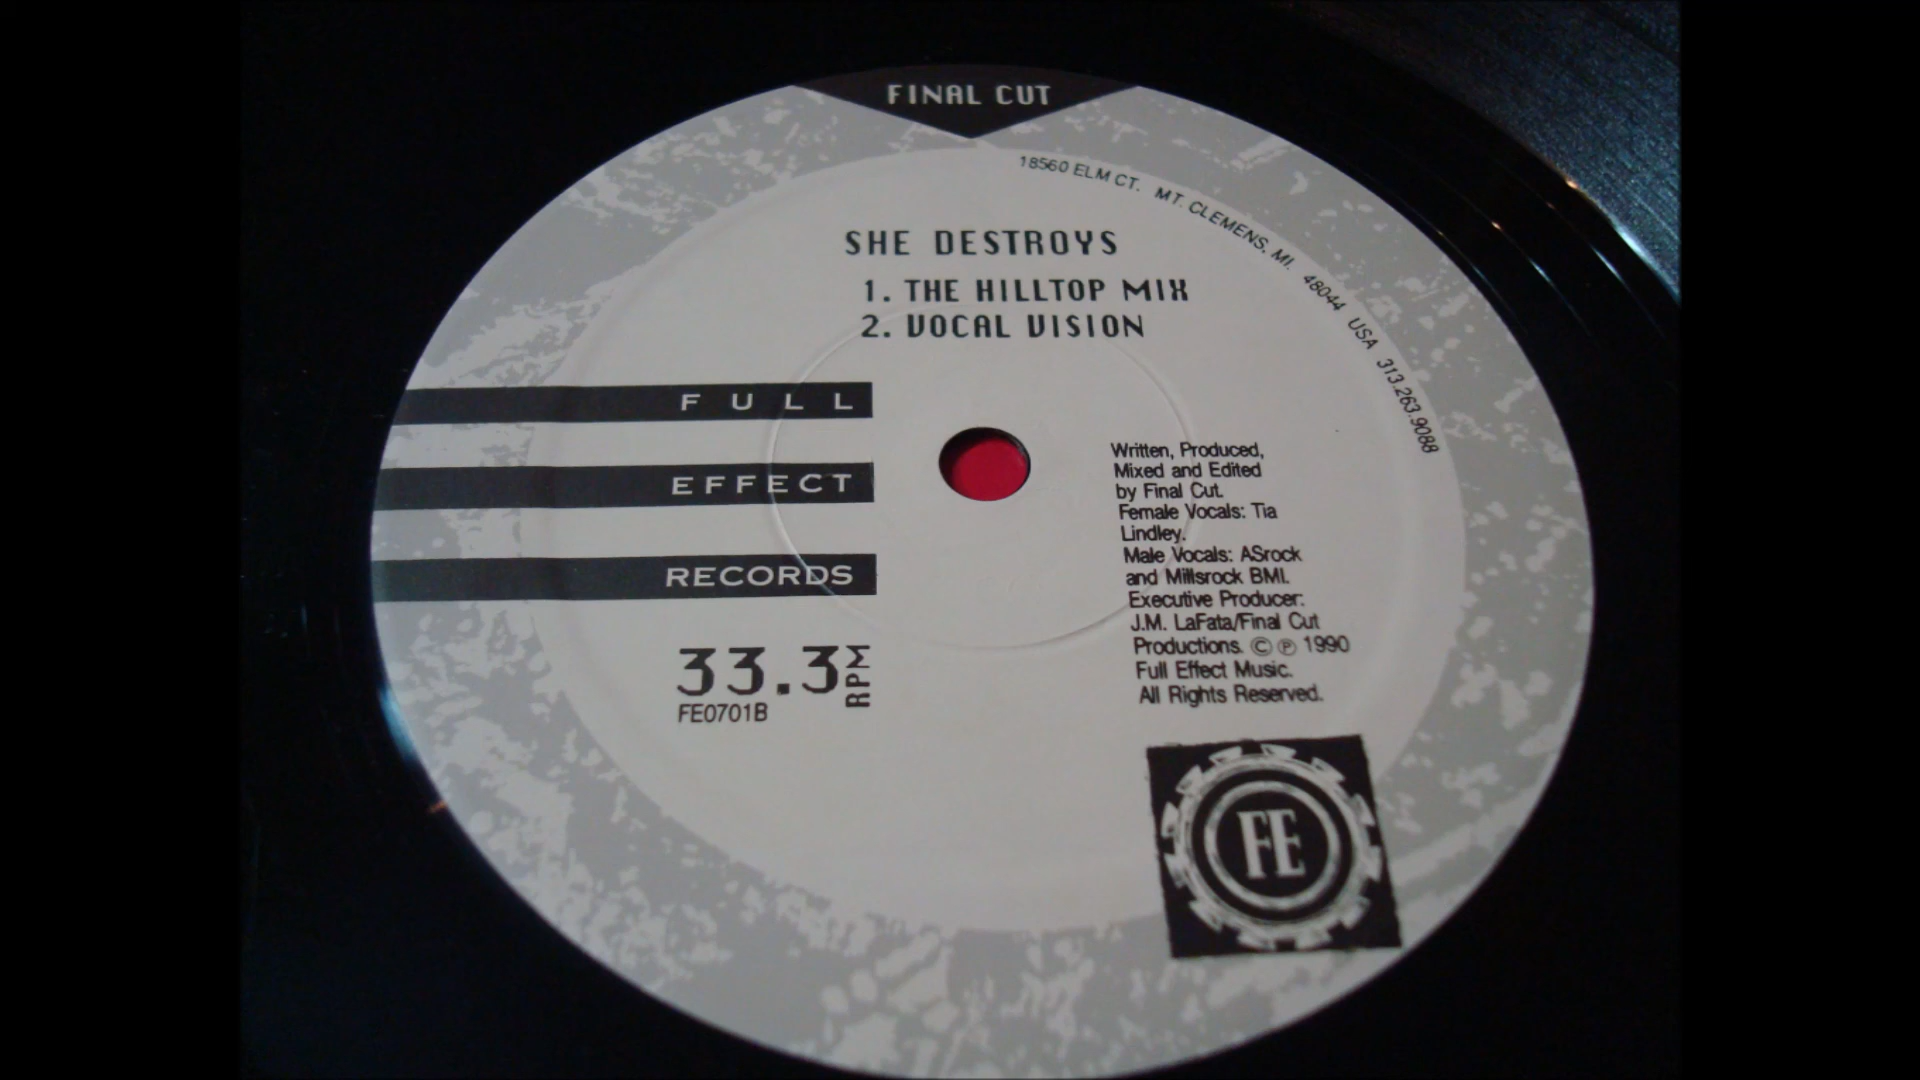 FINAL CUT
18560 ELM CT. MT. CLEMENS, MI. 48044 USA 313.263.9088
SHE DESTROYS
1. THE HILLTOP MIX
2. VOCAL VISION
FULL
EFFECT
RECORDS
33.3 RPM
FE0701B
Written, Produced,
Mixed and Edited
by Final Cut.
Female Vocals: Tia
Lindley.
Male Vocals: ASrock
and Millsrock BMI.
Executive Producer:
J.M. LaFata/Final Cut
Productions. © ℗ 1990
Full Effect Music.
All Rights Reserved.
FE